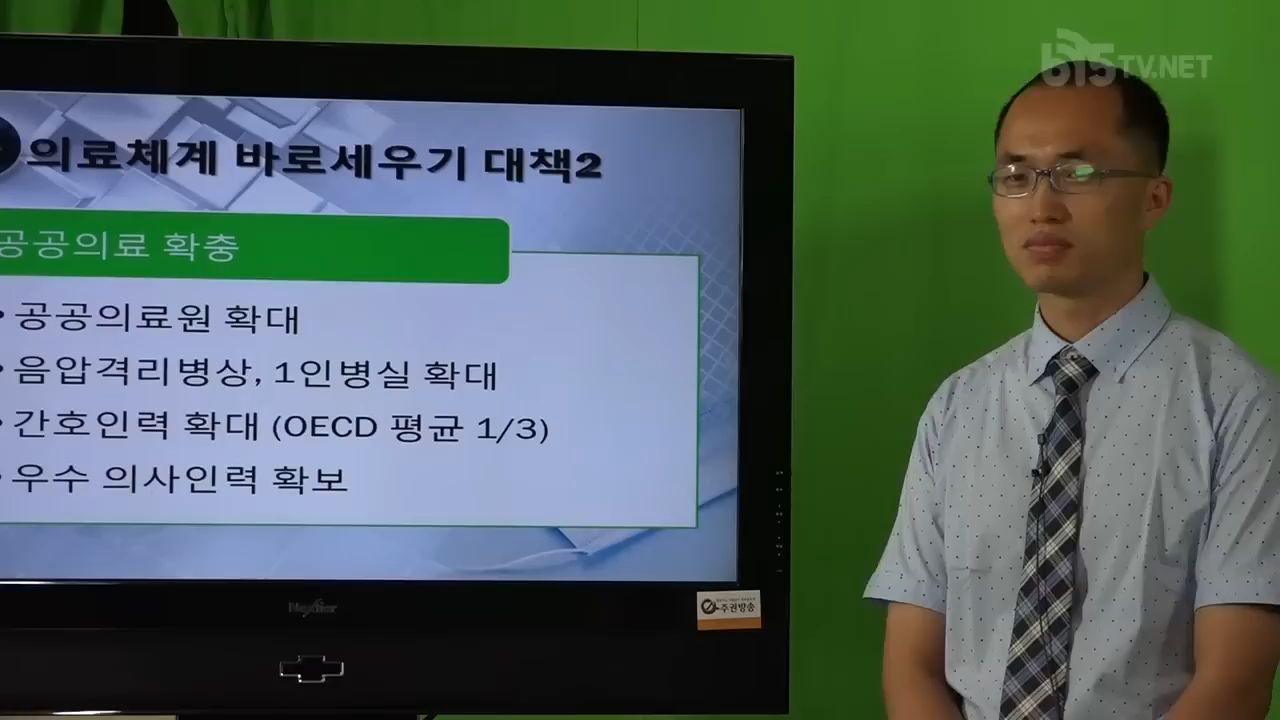 615TV.NET
의료체계 바로세우기 대책2
공공의료 확충
• 공공의료원 확대
• 음압격리병상, 1인병실 확대
• 간호인력 확대 (OECD 평균 1/3)
• 우수 의사인력 확보
Nextier
주권방송